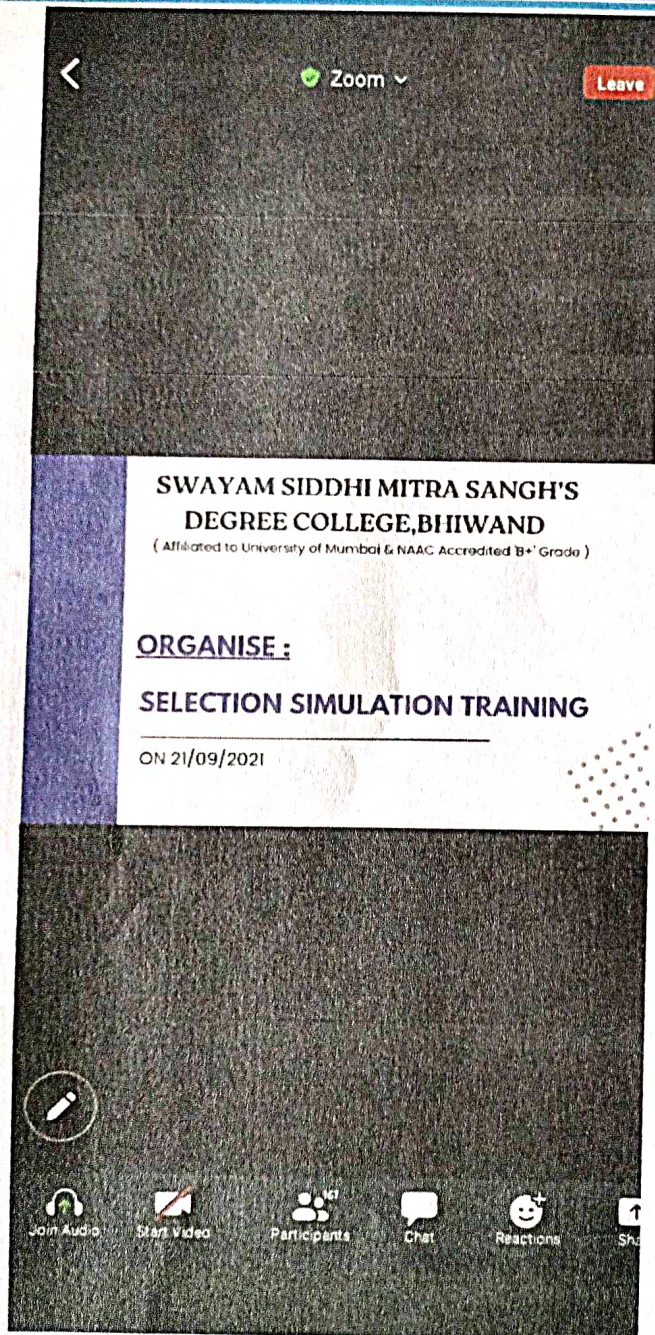 Zoom
Leave
SWAYAM SIDDHI MITRA SANGH'S
DEGREE COLLEGE,BHIWAND
( Affiliated to University of Mumbai & NAAC Accredited 'B+' Grade )
ORGANISE :
SELECTION SIMULATION TRAINING
ON 21/09/2021
Join Audio Start Video Participants Chat Reactions